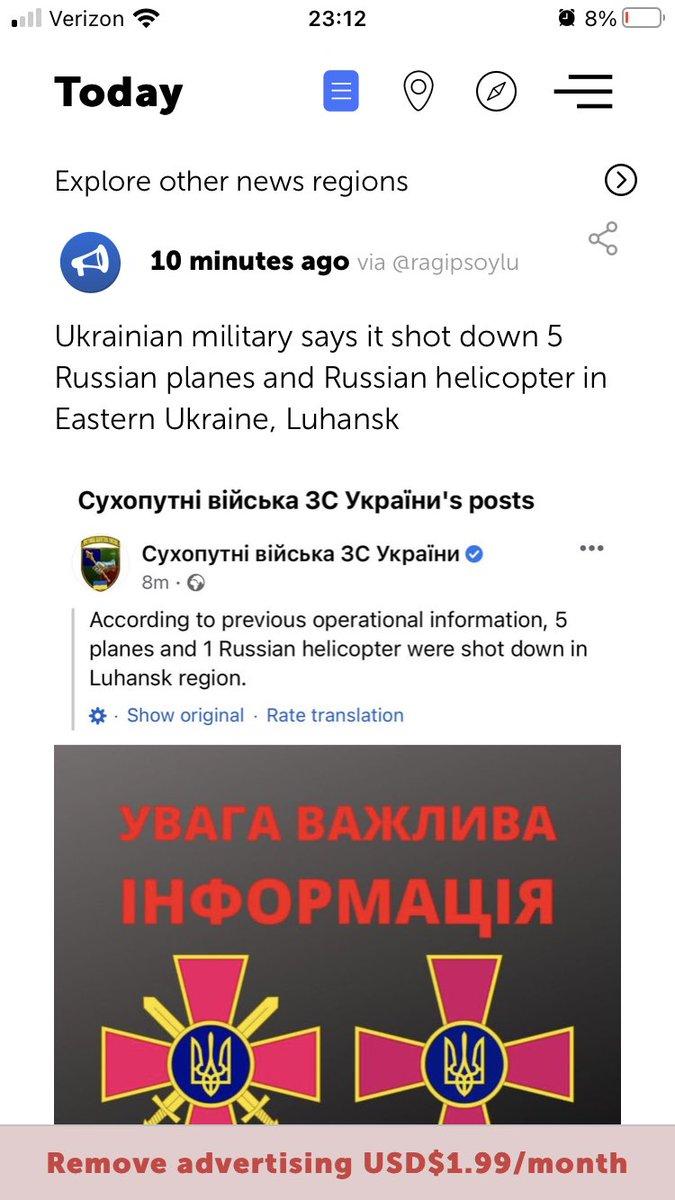 Verizon
23:12
8%
Today
Explore other news regions
10 minutes ago via @ragipsoylu
Ukrainian military says it shot down 5
Russian planes and Russian helicopter in
Eastern Ukraine, Luhansk
Сухопутні війська ЗС України's posts
Сухопутні війська ЗС України
8m ·
According to previous operational information, 5
planes and 1 Russian helicopter were shot down in
Luhansk region.
· Show original · Rate translation
УВАГА ВАЖЛИВА
ІНФОРМАЦІЯ
Remove advertising USD$1.99/month